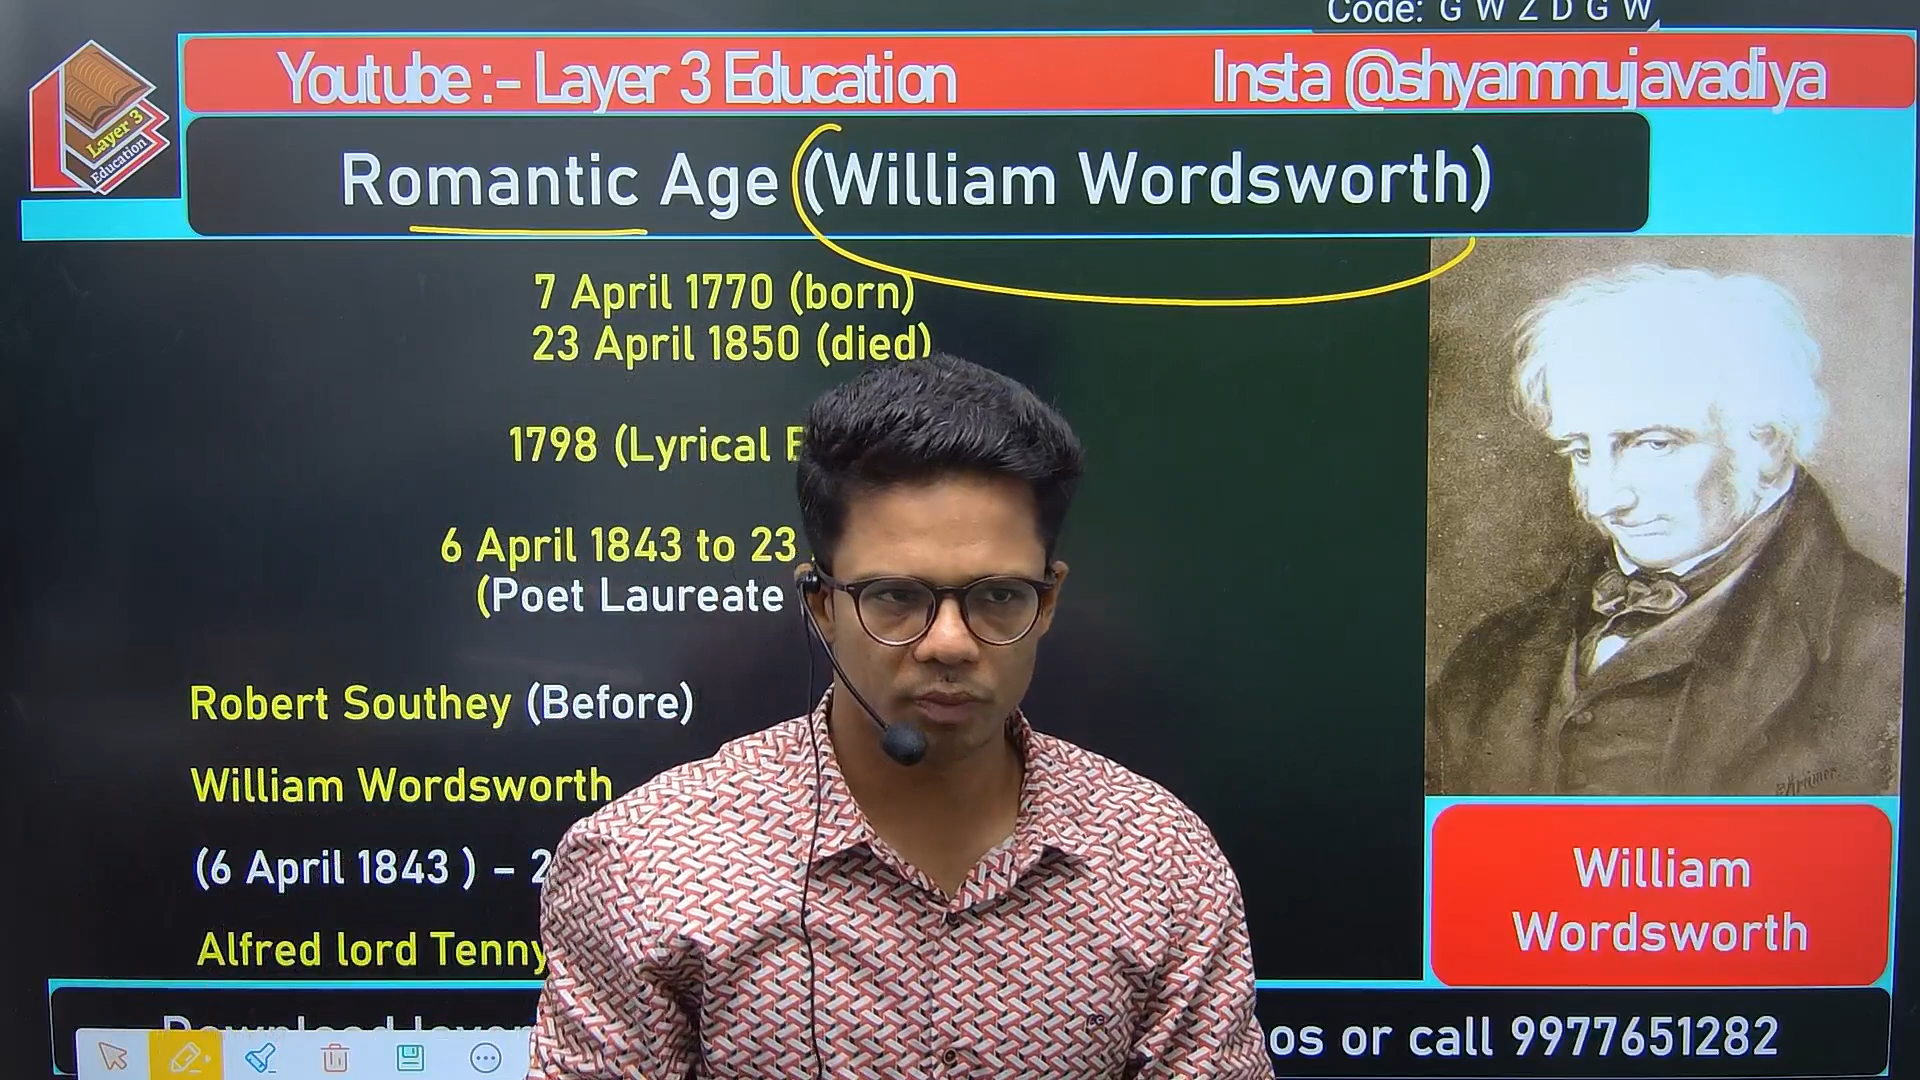 Code: G W Z D G W
Youtube :- Layer 3 Education
Insta @shyammujavadiya
Layer 3
Education
Romantic Age (William Wordsworth)
7 April 1770 (born)
23 April 1850 (died)
1798 (Lyrical
6 April 1843 to 23
(Poet Laureate
Robert Southey (Before)
William Wordsworth
(6 April 1843 ) – 2
Alfred lord Tenny
William
Wordsworth
os or call 9977651282